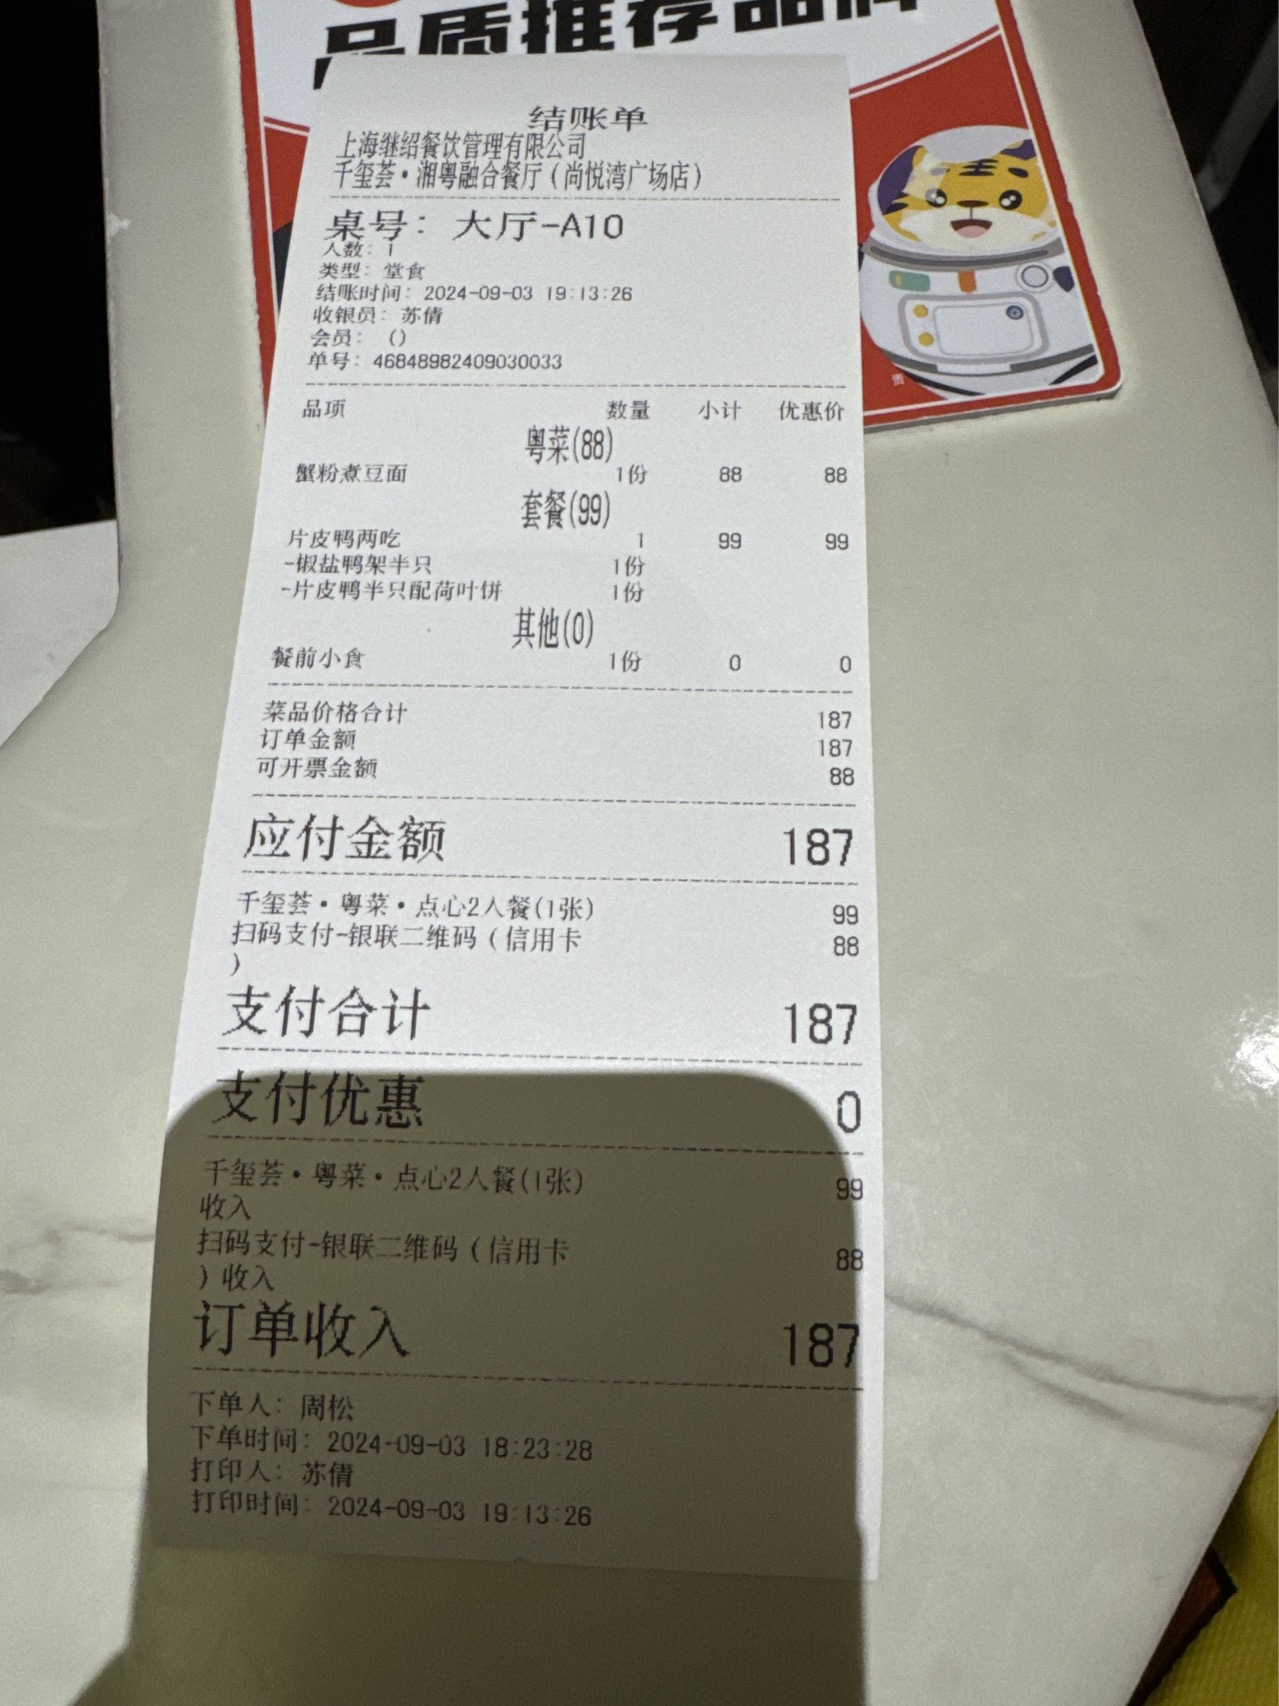 品质推荐品牌
结账单
上海继绍餐饮管理有限公司
千玺荟·湘粤融合餐厅(尚悦湾广场店)
桌号: 大厅-A10
人数: 1
类型: 堂食
结账时间: 2024-09-03 19:13:26
收银员: 苏倩
会员: ()
单号: 46848982409030033
品项 数量 小计 优惠价
粤菜(88)
蟹粉煮豆面 1份 88 88
套餐(99)
片皮鸭两吃 1 99 99
-椒盐鸭架半只 1份
-片皮鸭半只配荷叶饼 1份
其他(0)
餐前小食 1份 0 0
菜品价格合计 187
订单金额 187
可开票金额 88
应付金额 187
千玺荟·粤菜·点心2人餐(1张) 99
扫码支付-银联二维码(信用卡 88
)
支付合计 187
支付优惠 0
千玺荟·粤菜·点心2人餐(1张) 99
收入
扫码支付-银联二维码(信用卡 88
)收入
订单收入 187
下单人: 周松
下单时间: 2024-09-03 18:23:28
打印人: 苏倩
打印时间: 2024-09-03 19:13:26